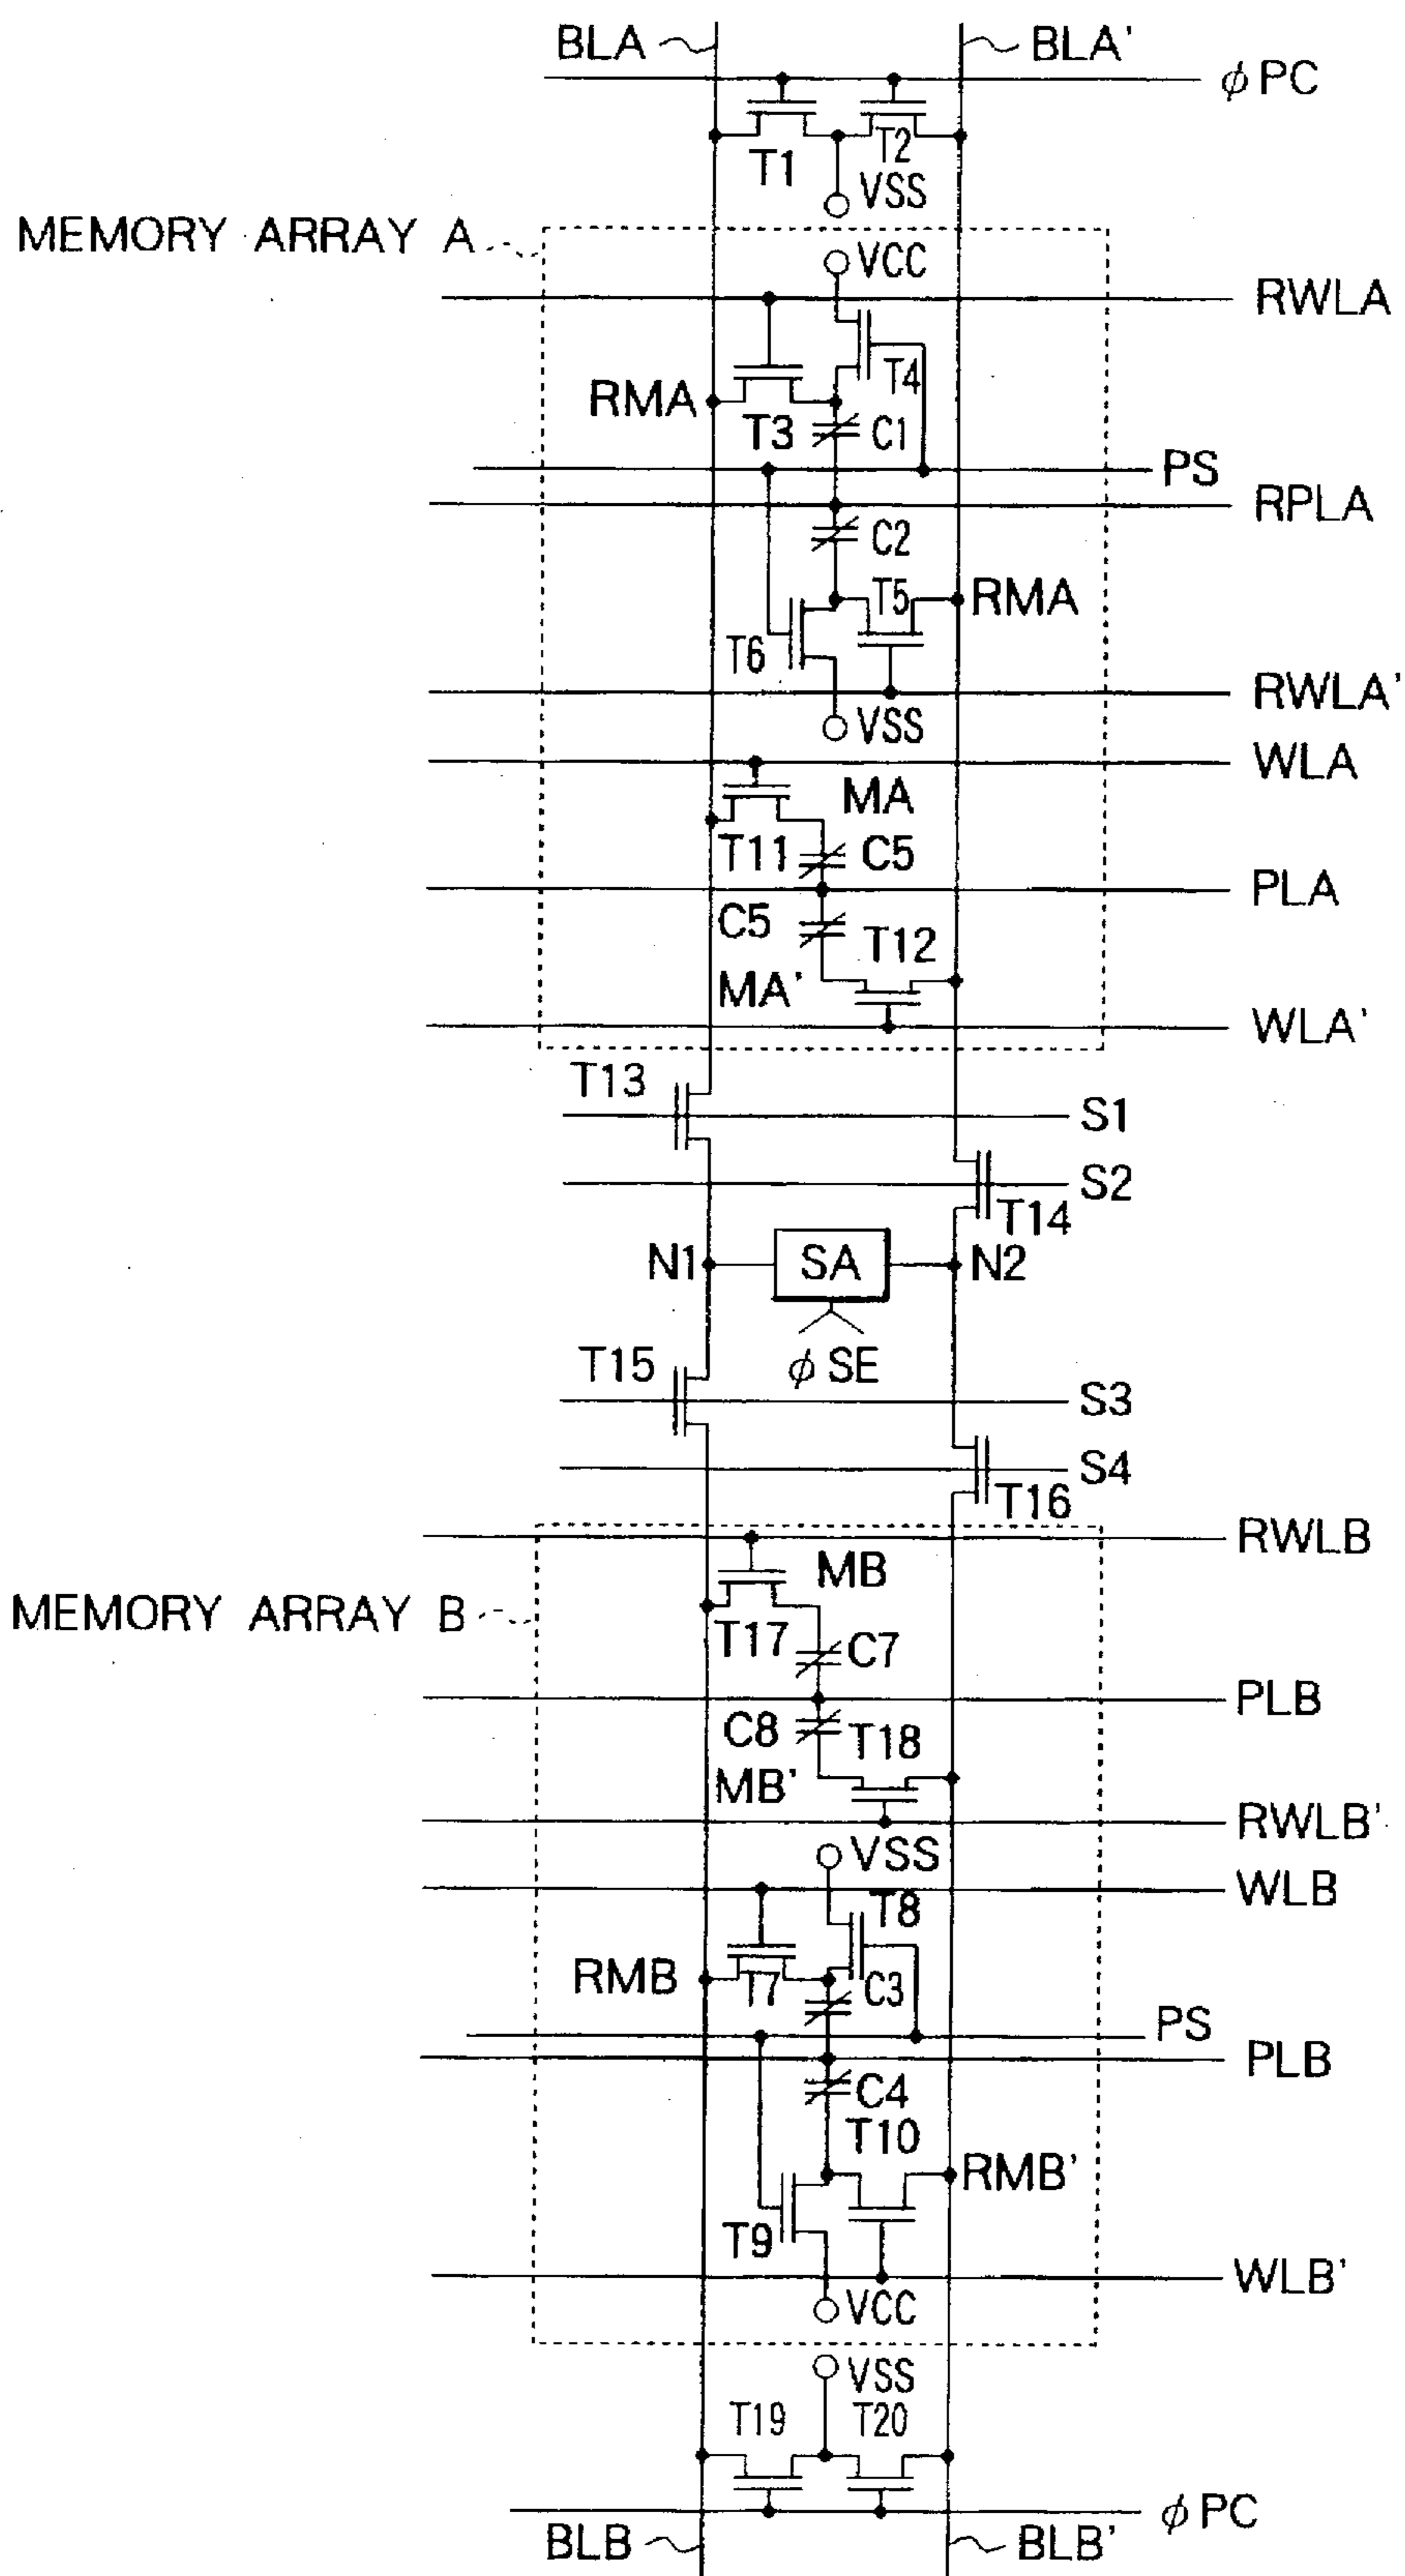 BLA
BLA'
φPC
T1
T2
VSS
MEMORY ARRAY A
VCC
RWLA
T4
RMA
T3
C1
PS
RPLA
C2
T5
RMA
T6
RWLA'
VSS
WLA
MA
T11
C5
PLA
C5
T12
MA'
WLA'
T13
S1
S2
T14
N1
SA
N2
T15
φSE
S3
S4
T16
RWLB
MB
MEMORY ARRAY B
T17
C7
PLB
C8
T18
MB'
RWLB'
VSS
WLB
T8
RMB
T7
C3
PS
PLB
C4
T10
RMB'
T9
WLB'
VCC
VSS
T19
T20
φPC
BLB
BLB'